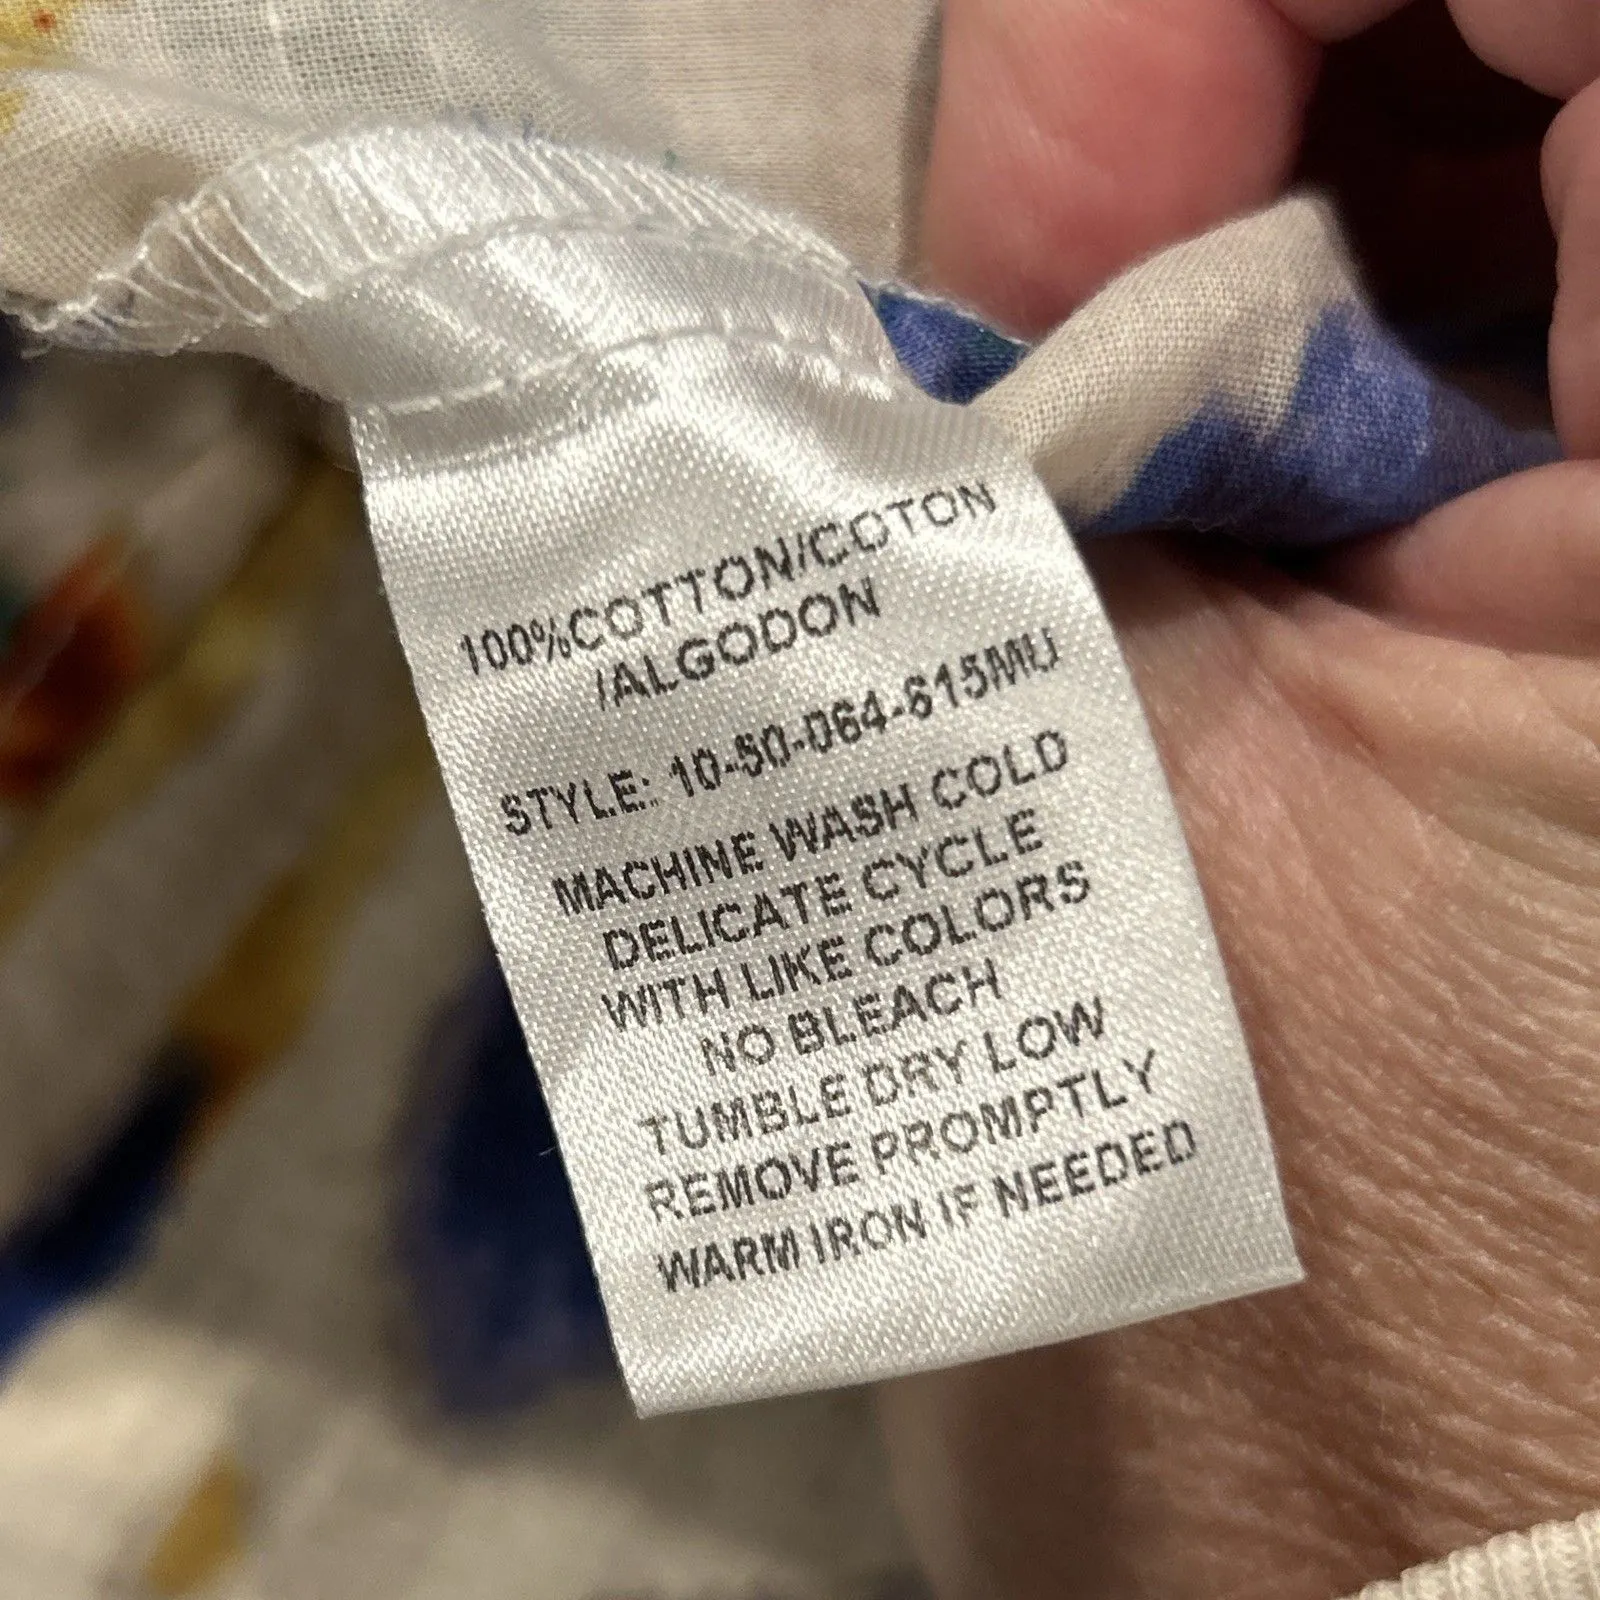 100%COTTON/COTON
/ALGODON
STYLE: 10-50-064-615MU
MACHINE WASH COLD
DELICATE CYCLE
WITH LIKE COLORS
NO BLEACH
TUMBLE DRY LOW
REMOVE PROMPTLY
WARM IRON IF NEEDED